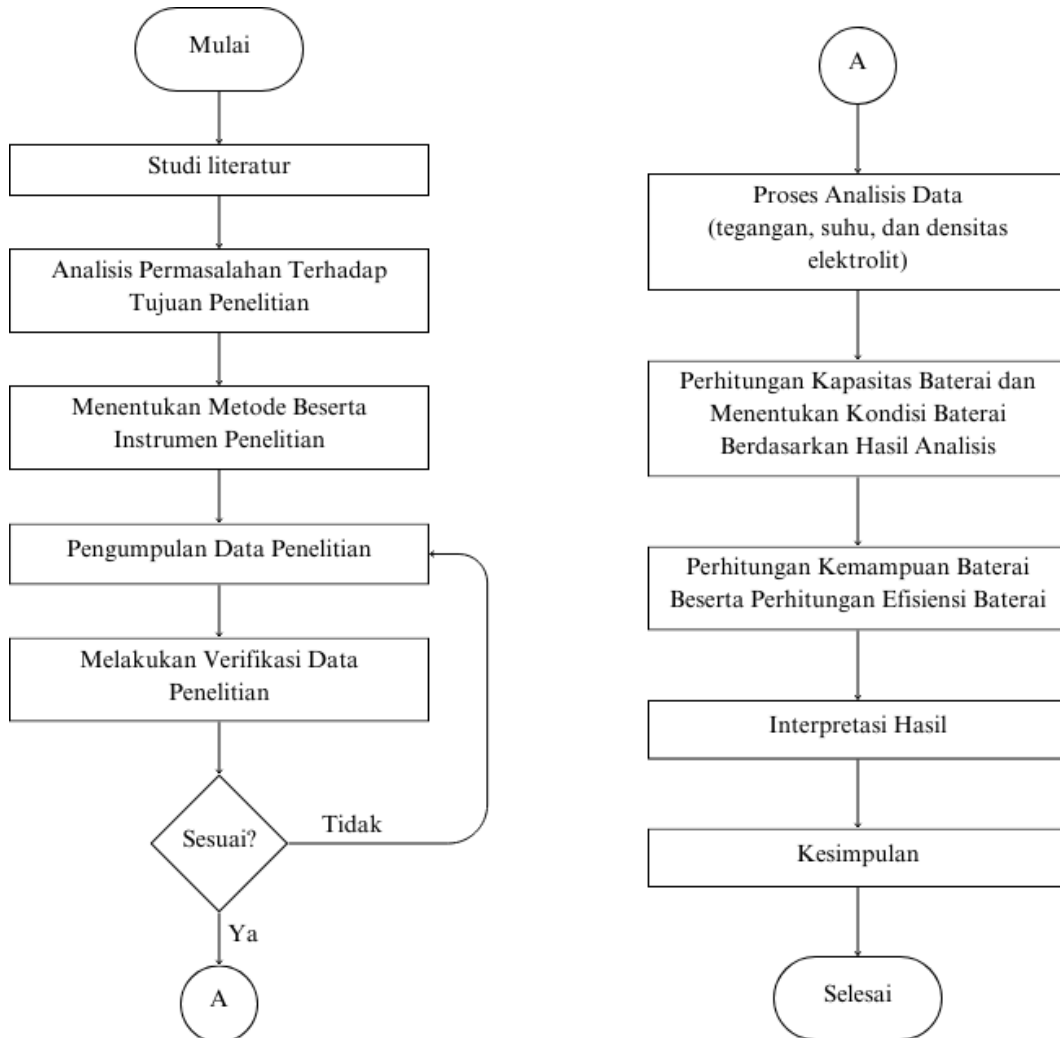 Mulai
Studi literatur
Analisis Permasalahan Terhadap
Tujuan Penelitian
Menentukan Metode Beserta
Instrumen Penelitian
Pengumpulan Data Penelitian
Melakukan Verifikasi Data
Penelitian
Sesuai?
Tidak
Ya
A
A
Proses Analisis Data
(tegangan, suhu, dan densitas
elektrolit)
Perhitungan Kapasitas Baterai dan
Menentukan Kondisi Baterai
Berdasarkan Hasil Analisis
Perhitungan Kemampuan Baterai
Beserta Perhitungan Efisiensi Baterai
Interpretasi Hasil
Kesimpulan
Selesai